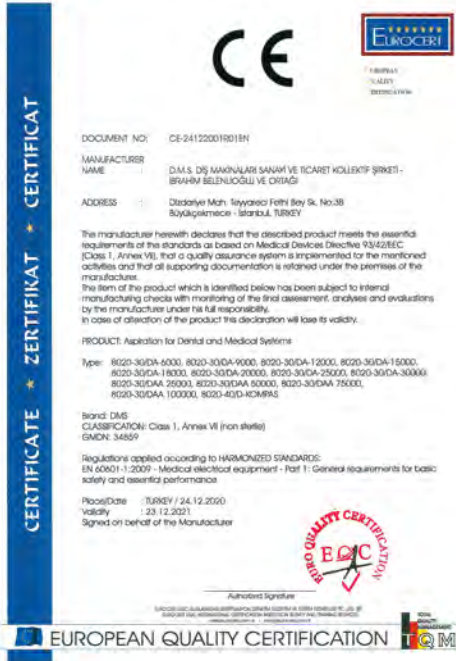 CE
EUROCERT
EUROPEAN
QUALITY
CERTIFICATION
CERTIFICATE ★ ZERTIFIKAT ★ CERTIFICAT
DOCUMENT NO: CE-24122001R01EN
MANUFACTURER
NAME : D.M.S. DİŞ MAKİNALARI SANAYİ VE TİCARET KOLLEKTİF ŞİRKETİ -
İBRAHİM BELENLİOĞLU VE ORTAĞI
ADDRESS : Dizdariye Mah. Tayyareci Fethi Bey Sk. No:38
Büyükçekmece - İstanbul, TURKEY
The manufacturer herewith declares that the described product meets the essential
requirements of the standards as based on Medical Devices Directive 93/42/EEC
(Class 1, Annex VII), that a quality assurance system is implemented for the mentioned
activities and that all supporting documentation is retained under the premises of the
manufacturer.
The item of the product which is identified below has been subject to internal
manufacturing checks with monitoring of the final assessment, analyses and evaluations
by the manufacturer under his full responsibility.
In case of alteration of the product this declaration will lose its validity.
PRODUCT: Aspiration for Dental and Medical Systems
Type: 8020-30/DA-6000, 8020-30/DA-9000, 8020-30/DA-12000, 8020-30/DA-15000,
8020-30/DA-18000, 8020-30/DA-20000, 8020-30/DA-25000, 8020-30/DA-30000,
8020-30/DAA 25000, 8020-30/DAA 50000, 8020-30/DAA 75000,
8020-30/DAA 100000, 8020-40/D-KOMPAS
Brand: DMS
CLASSIFICATION: Class 1, Annex VII (non sterile)
GMDN: 34859
Regulations applied according to HARMONIZED STANDARDS:
EN 60601-1:2009 - Medical electrical equipment - Part 1: General requirements for basic
safety and essential performance
Place/Date : TURKEY / 24.12.2020
Validity : 23.12.2021
Signed on behalf of the Manufacturer
EURO QUALITY CERTIFICATION
EQC
Authorized Signature
EUROPEAN QUALITY CERTIFICATION
TOTAL
QUALITY
MANAGEMENT
TQM